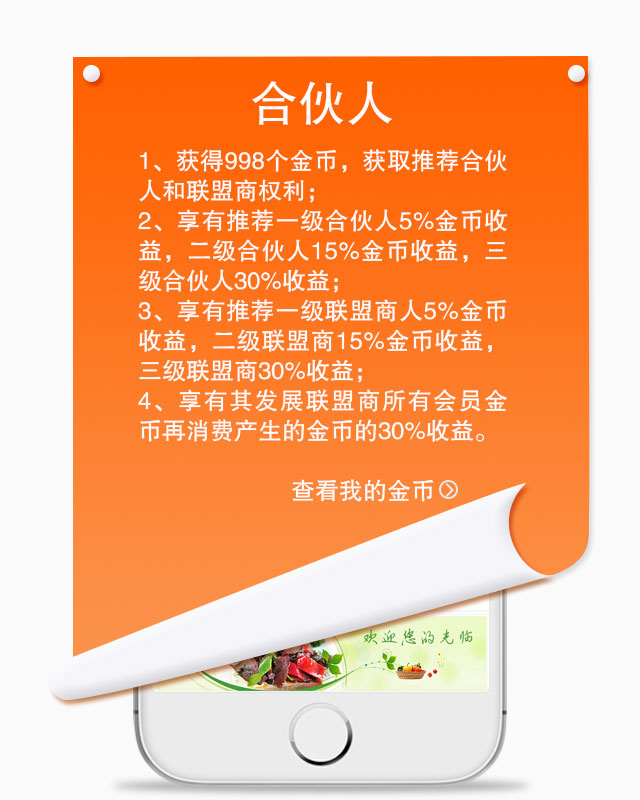 合伙人
1、获得998个金币，获取推荐合伙
人和联盟商权利；
2、享有推荐一级合伙人5%金币收
益，二级合伙人15%金币收益，三
级合伙人30%收益；
3、享有推荐一级联盟商人5%金币
收益，二级联盟商15%金币收益，
三级联盟商30%收益；
4、享有其发展联盟商所有会员金
币再消费产生的金币的30%收益。
查看我的金币
欢迎您的光临